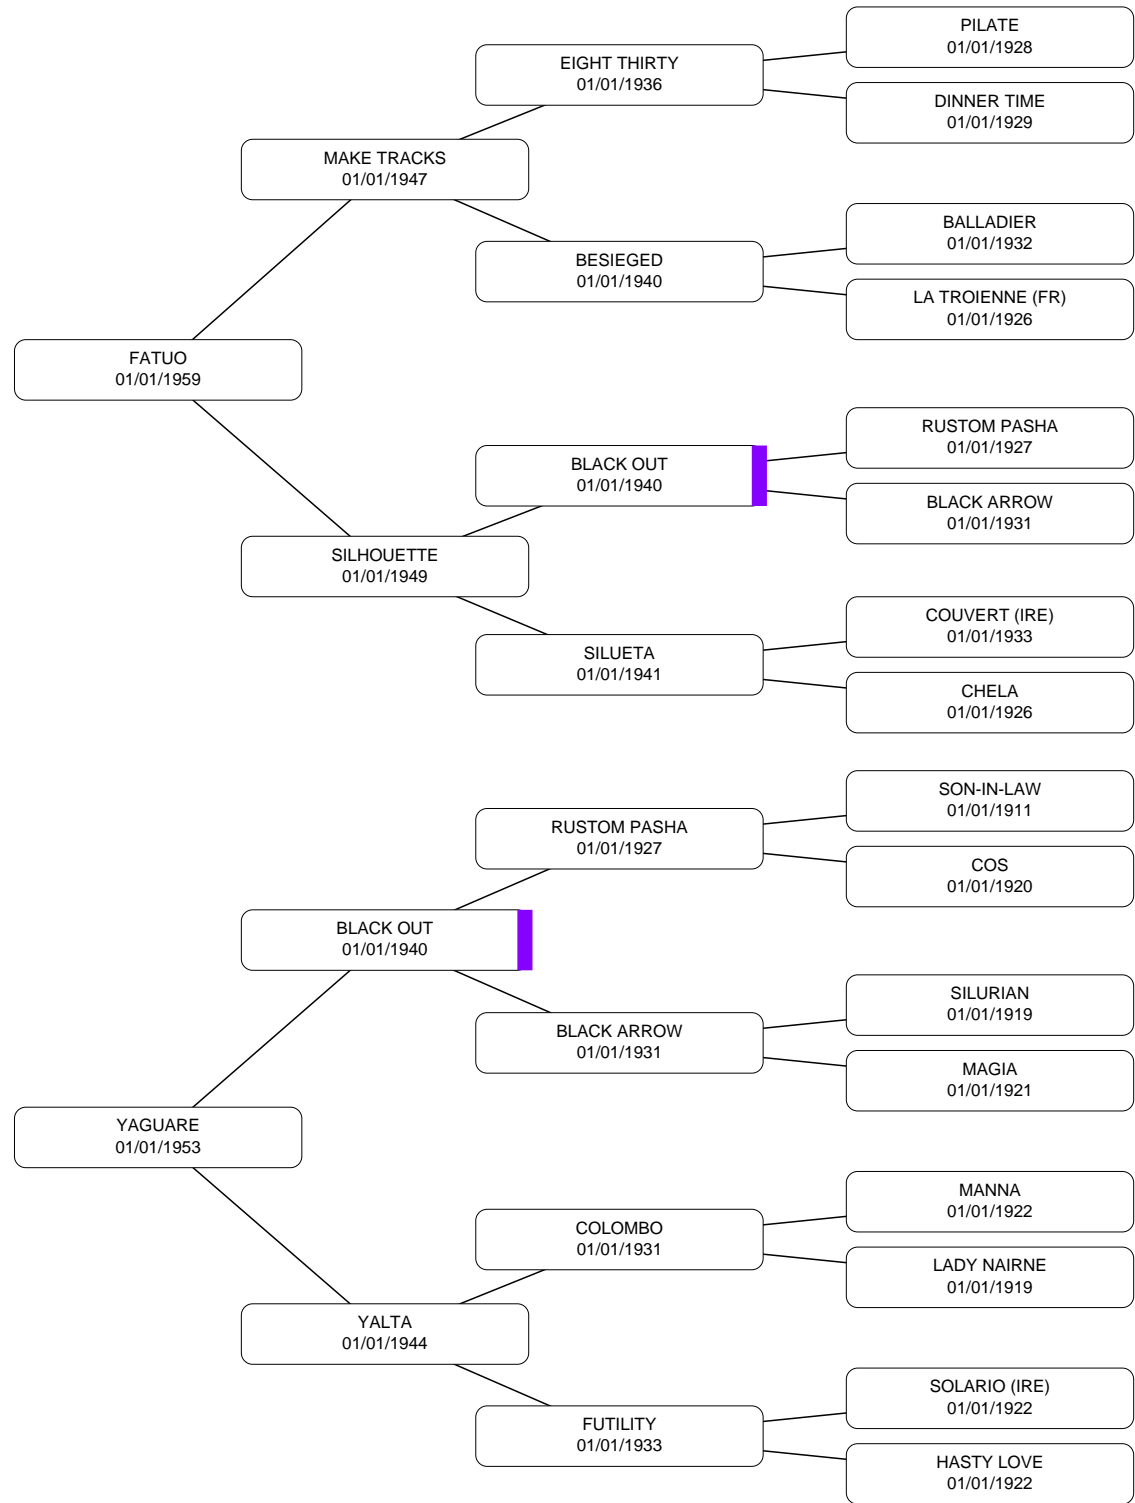 PILATE
01/01/1928
EIGHT THIRTY
01/01/1936
DINNER TIME
01/01/1929
MAKE TRACKS
01/01/1947
BALLADIER
01/01/1932
BESIEGED
01/01/1940
LA TROIENNE (FR)
01/01/1926
FATUO
01/01/1959
RUSTOM PASHA
01/01/1927
BLACK OUT
01/01/1940
BLACK ARROW
01/01/1931
SILHOUETTE
01/01/1949
COUVERT (IRE)
01/01/1933
SILUETA
01/01/1941
CHELA
01/01/1926
SON-IN-LAW
01/01/1911
RUSTOM PASHA
01/01/1927
COS
01/01/1920
BLACK OUT
01/01/1940
SILURIAN
01/01/1919
BLACK ARROW
01/01/1931
MAGIA
01/01/1921
YAGUARE
01/01/1953
MANNA
01/01/1922
COLOMBO
01/01/1931
LADY NAIRNE
01/01/1919
YALTA
01/01/1944
SOLARIO (IRE)
01/01/1922
FUTILITY
01/01/1933
HASTY LOVE
01/01/1922